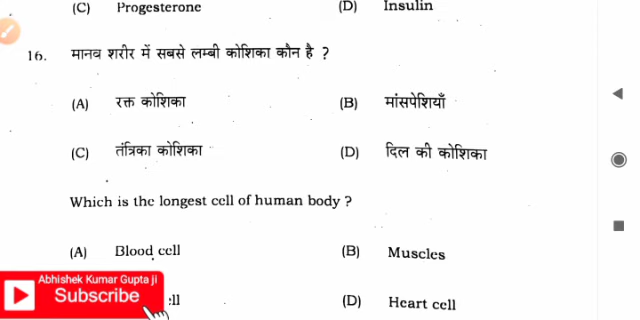 (C) Progesterone (D) Insulin
16. मानव शरीर में सबसे लम्बी कोशिका कौन है ?
(A) रक्त कोशिका (B) मांसपेशियाँ
(C) तंत्रिका कोशिका (D) दिल की कोशिका
Which is the longest cell of human body ?
(A) Blood cell (B) Muscles
Abhishek Kumar Gupta ji
Subscribe
(D) Heart cell